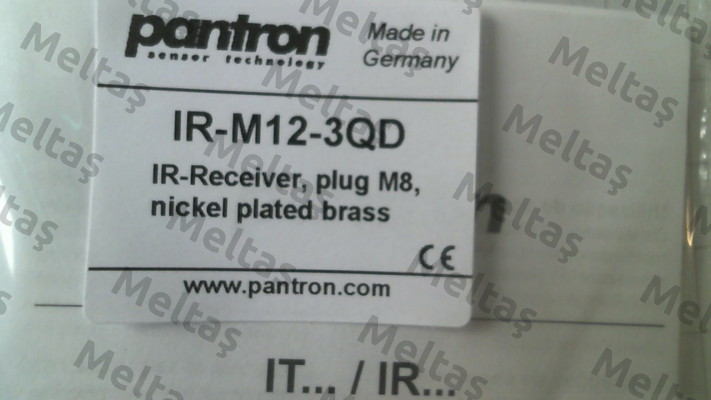 pantron
sensor technology
Made in
Germany
IR-M12-3QD
IR-Receiver, plug M8,
nickel plated brass
CE
www.pantron.com
IT... / IR...
Meltaş